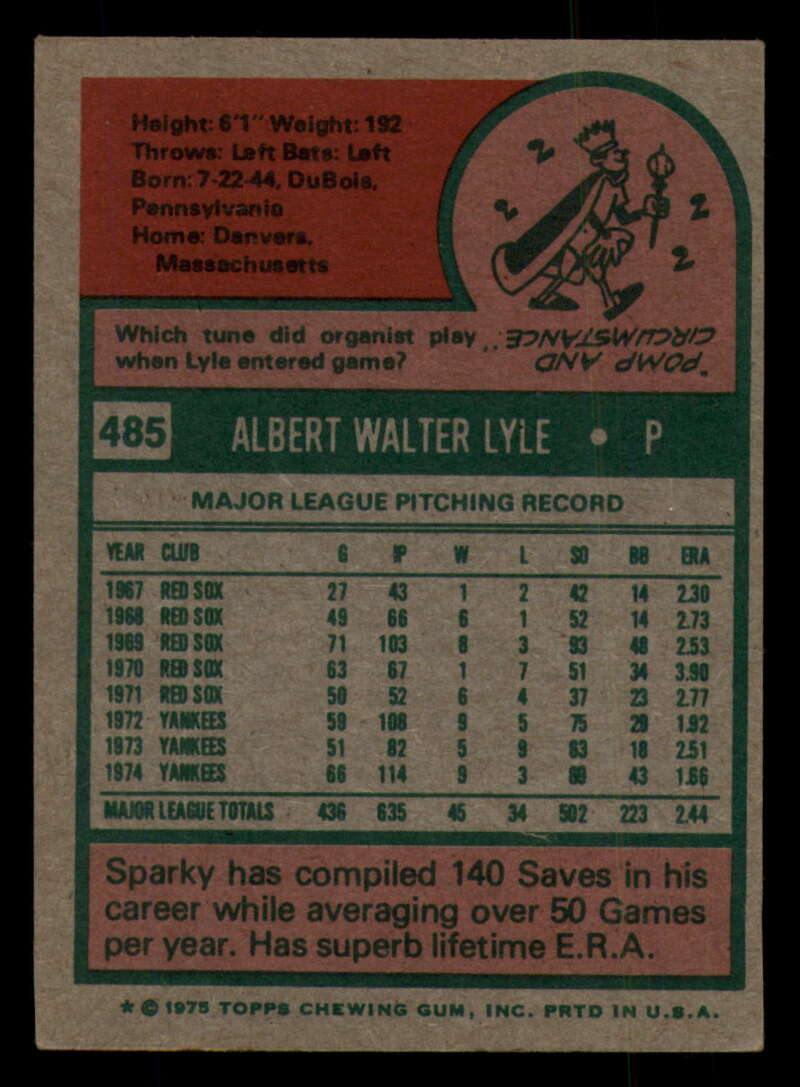 Height: 6'1" Weight: 192
Throws: Left Bats: Left
Born: 7-22-44, DuBois,
Pennsylvania
Home: Danvers,
Massachusetts
2
2
2
2
Which tune did organist play
when Lyle entered game?
"POMP AND
CIRCUMSTANCE."
485 ALBERT WALTER LYLE • P
MAJOR LEAGUE PITCHING RECORD
YEAR CLUB G IP W L SO BB ERA
1967 RED SOX 27 43 1 2 42 14 2.30
1968 RED SOX 49 66 6 1 52 14 2.73
1969 RED SOX 71 103 8 3 93 48 2.53
1970 RED SOX 63 67 1 7 51 34 3.90
1971 RED SOX 50 52 6 4 37 23 2.77
1972 YANKEES 59 108 9 5 75 29 1.92
1973 YANKEES 51 82 5 9 63 18 2.51
1974 YANKEES 66 114 9 3 89 43 1.66
MAJOR LEAGUE TOTALS 436 635 45 34 502 223 2.44
Sparky has compiled 140 Saves in his
career while averaging over 50 Games
per year. Has superb lifetime E.R.A.
* © 1975 TOPPS CHEWING GUM, INC. PRTD IN U.S.A.